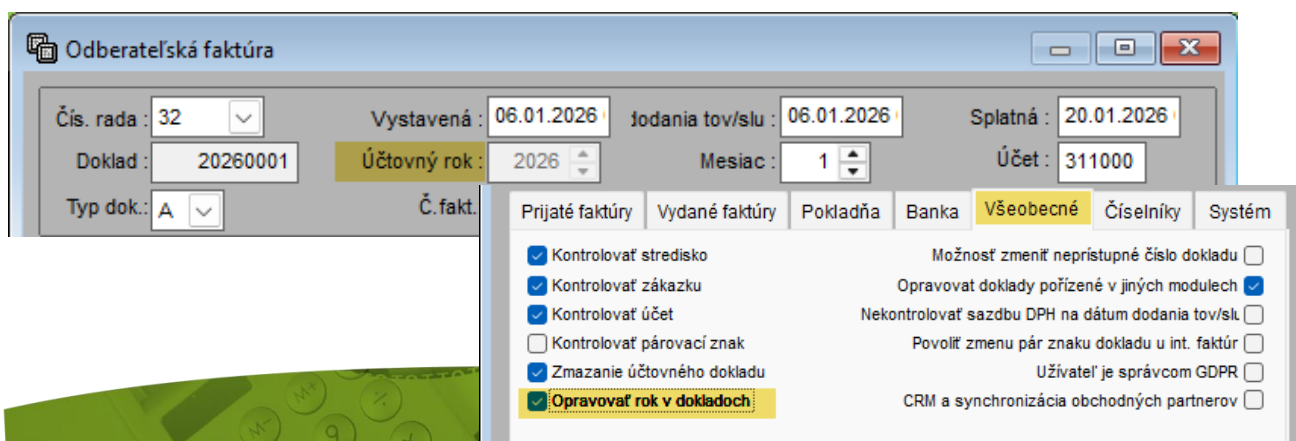 Odberateľská faktúra
Čís. rada : 32 Vystavená : 06.01.2026 dodania tov/slu : 06.01.2026 Splatná : 20.01.2026
Doklad : 20260001 Účtovný rok : 2026 Mesiac : 1 Účet : 311000
Typ dok.: A Č.fakt.
Prijaté faktúry Vydané faktúry Pokladňa Banka Všeobecné Číselníky Systém
Kontrolovať stredisko Možnosť zmeniť neprístupné číslo dokladu
Kontrolovať zákazku Opravovat doklady pořízené v jiných modulech
Kontrolovať účet Nekontrolovať sazdbu DPH na dátum dodania tov/slu
Kontrolovať párovací znak Povoliť zmenu pár znaku dokladu u int. faktúr
Zmazanie účtovného dokladu Užívateľ je správcom GDPR
Opravovať rok v dokladoch CRM a synchronizácia obchodných partnerov
M+
M-
9
%